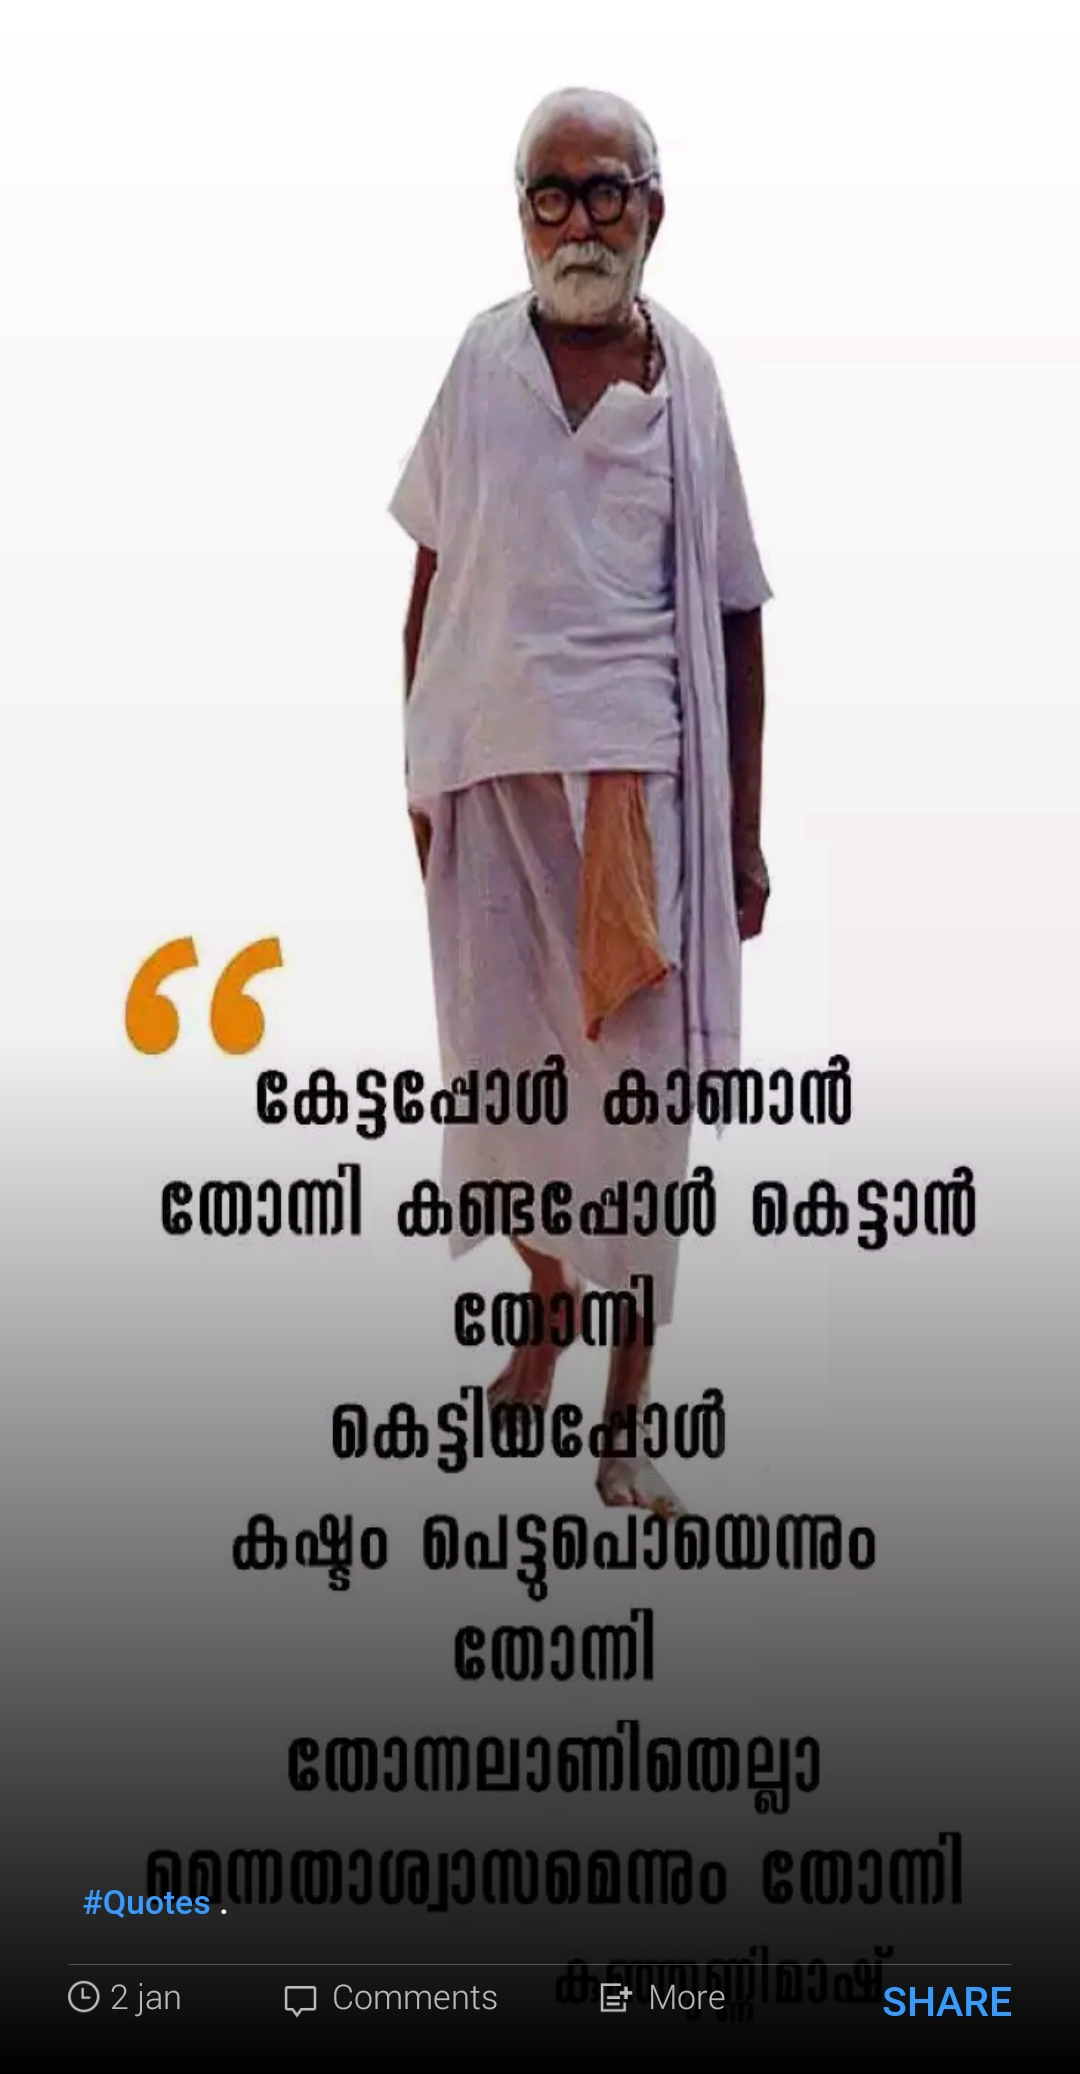 “
കേട്ടപ്പോൾ കാണാൻ
തോന്നി കണ്ടപ്പോൾ കെട്ടാൻ
തോന്നി
കെട്ടിയപ്പോൾ
കഷ്ടം പെട്ടുപൊയെന്നും
തോന്നി
തോന്നലാണിതെല്ലാ
മെന്നതാശ്വാസമെന്നും തോന്നി
#Quotes .
കുഞ്ഞുണ്ണിമാഷ്
2 jan Comments More SHARE